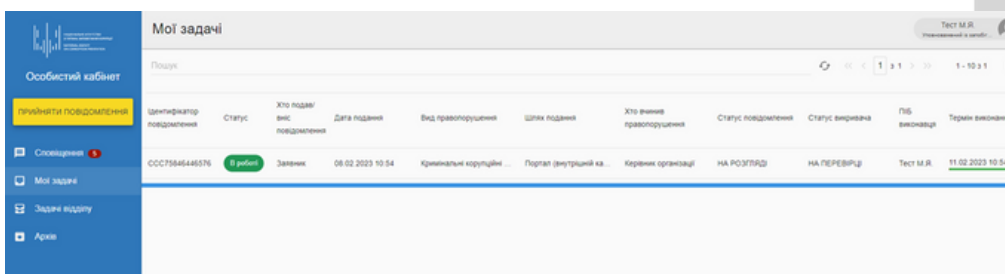 Мої задачі
Тест М.Я.
Особистий кабінет
Пошук
1 з 1
1 - 10 з 1
ПРИЙНЯТИ ПОВІДОМЛЕННЯ
Ідентифікатор повідомлення
Статус
Хто подав/ вніс повідомлення
Дата подання
Вид правопорушення
Шлях подання
Хто вчинив правопорушення
Статус повідомлення
Статус викривача
ПІБ виконавця
Термін виконан
Сповіщення 5
ССС75846446576
В роботі
Заявник
08.02.2023 10:54
Кримінальні корупційні ...
Портал (внутрішній ка...
Керівник організації
НА РОЗГЛЯДІ
НА ПЕРЕВІРЦІ
Тест М.Я.
11.02.2023 10:54
Мої задачі
Задачі відділу
Архів